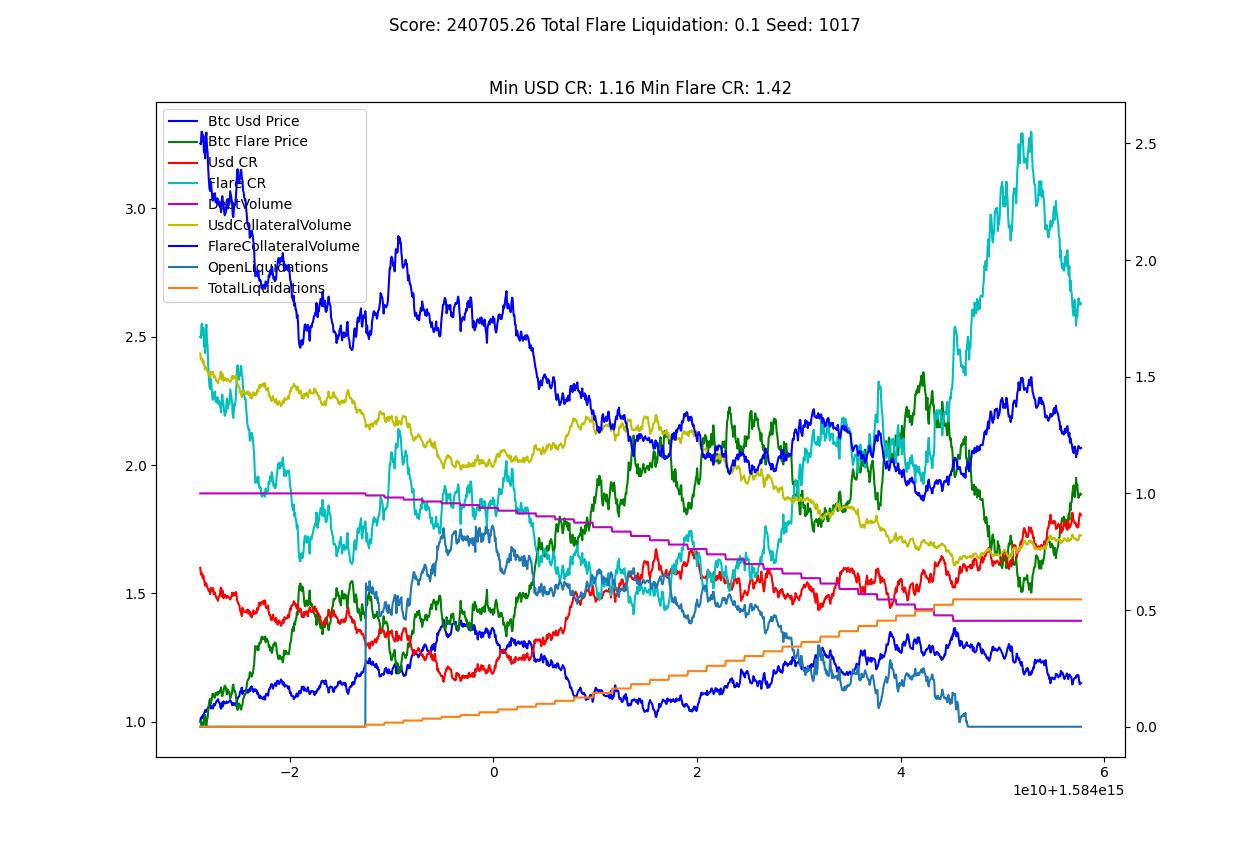 Score: 240705.26 Total Flare Liquidation: 0.1 Seed: 1017
Min USD CR: 1.16 Min Flare CR: 1.42
Btc Usd Price
Btc Flare Price
Usd CR
Flare CR
DebtVolume
UsdCollateralVolume
FlareCollateralVolume
OpenLiquidations
TotalLiquidations
3.0
2.5
2.0
1.5
1.0
2.5
2.0
1.5
1.0
0.5
0.0
−2
0
2
4
6
1e10+1.584e15